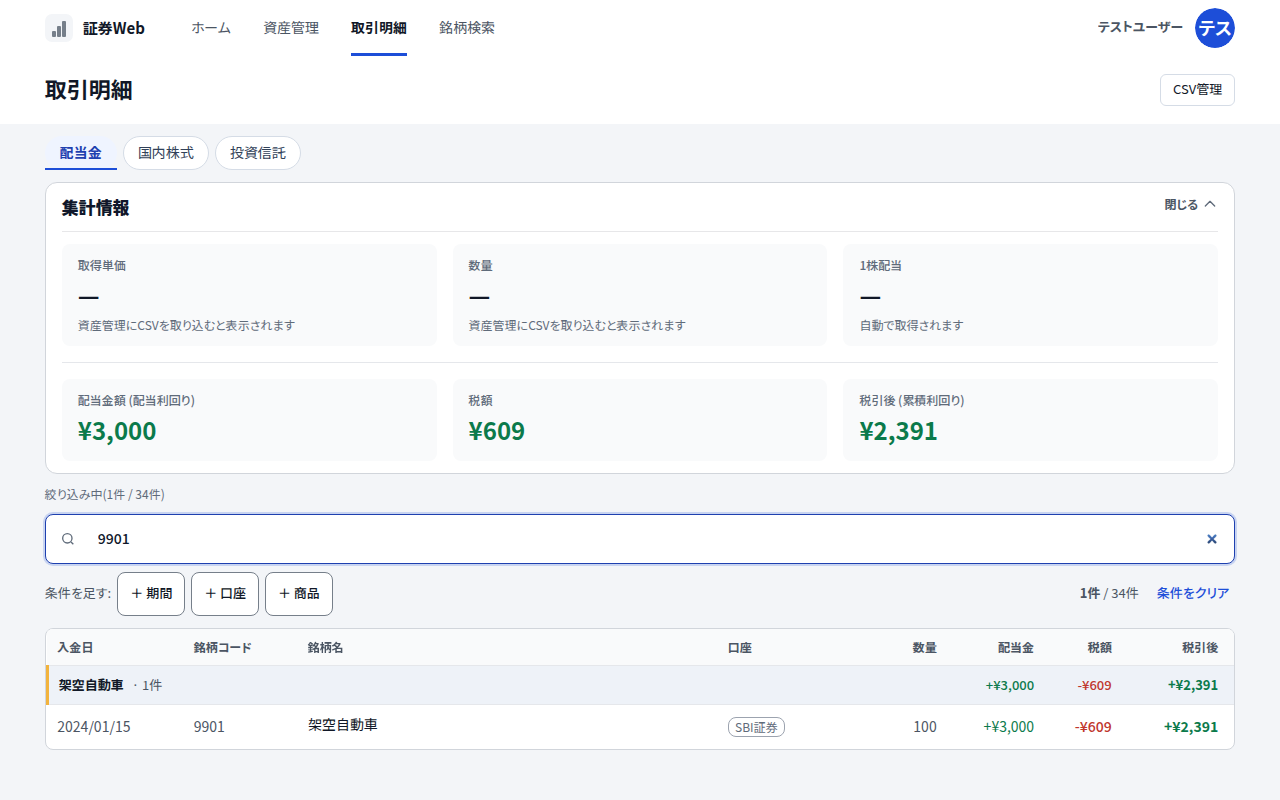 証券Web ホーム 資産管理 取引明細 銘柄検索 テストユーザー テス
取引明細 CSV管理
配当金 国内株式 投資信託
集計情報 閉じる
取得単価 数量 1株配当
— — —
資産管理にCSVを取り込むと表示されます 資産管理にCSVを取り込むと表示されます 自動で取得されます
配当金額 (配当利回り) 税額 税引後 (累積利回り)
¥3,000 ¥609 ¥2,391
絞り込み中(1件 / 34件)
9901 ×
条件を足す: ＋期間 ＋口座 ＋商品 1件 / 34件 条件をクリア
入金日 銘柄コード 銘柄名 口座 数量 配当金 税額 税引後
架空自動車 · 1件 +¥3,000 -¥609 +¥2,391
2024/01/15 9901 架空自動車 SBI証券 100 +¥3,000 -¥609 +¥2,391